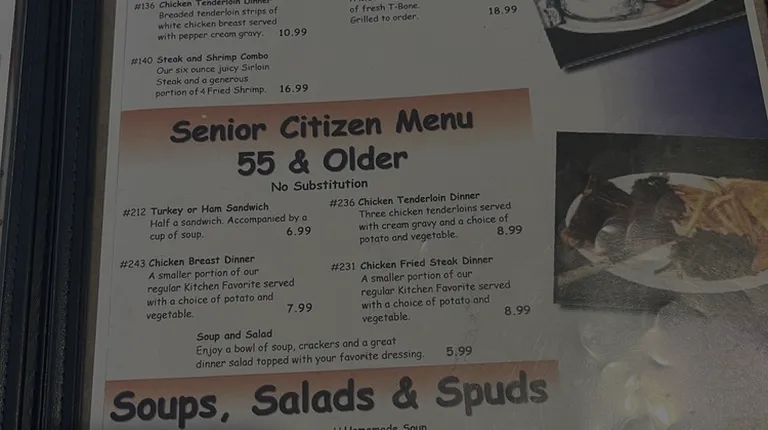 #136 Chicken Tenderloin Dinner
Breaded tenderloin strips of
white chicken breast served
with pepper cream gravy. 10.99
of fresh T-Bone.
Grilled to order. 18.99
#140 Steak and Shrimp Combo
Our six ounce juicy Sirloin
Steak and a generous
portion of 4 Fried Shrimp. 16.99
Senior Citizen Menu
55 & Older
No Substitution
#212 Turkey or Ham Sandwich
Half a sandwich. Accompanied by a
cup of soup. 6.99
#236 Chicken Tenderloin Dinner
Three chicken tenderloins served
with cream gravy and a choice of
potato and vegetable. 8.99
#243 Chicken Breast Dinner
A smaller portion of our
regular Kitchen Favorite served
with a choice of potato and
vegetable. 7.99
#231 Chicken Fried Steak Dinner
A smaller portion of our
regular Kitchen Favorite served
with a choice of potato and
vegetable. 8.99
Soup and Salad
Enjoy a bowl of soup, crackers and a great
dinner salad topped with your favorite dressing. 5.99
Soups, Salads & Spuds
Homemade Soup